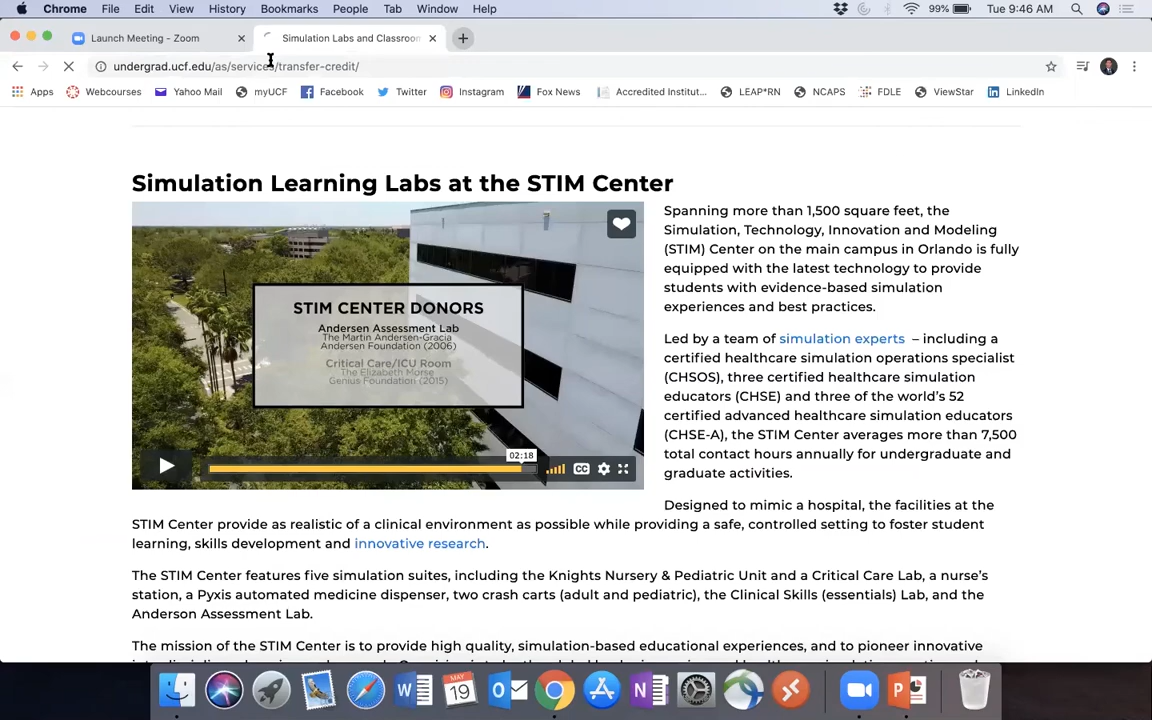 Chrome File Edit View History Bookmarks People Tab Window Help 99% Tue 9:46 AM
Launch Meeting - Zoom Simulation Labs and Classroom
undergrad.ucf.edu/as/services/transfer-credit/
Apps Webcourses Yahoo Mail myUCF Facebook Twitter Instagram Fox News Accredited Institut... LEAP*RN NCAPS FDLE ViewStar LinkedIn
Simulation Learning Labs at the STIM Center
STIM CENTER DONORS
Andersen Assessment Lab
The Martin Andersen-Gracia
Andersen Foundation (2006)
Critical Care/ICU Room
The Elizabeth Morse
Genius Foundation (2015)
02:18
CC
Spanning more than 1,500 square feet, the
Simulation, Technology, Innovation and Modeling
(STIM) Center on the main campus in Orlando is fully
equipped with the latest technology to provide
students with evidence-based simulation
experiences and best practices.
Led by a team of simulation experts – including a
certified healthcare simulation operations specialist
(CHSOS), three certified healthcare simulation
educators (CHSE) and three of the world's 52
certified advanced healthcare simulation educators
(CHSE-A), the STIM Center averages more than 7,500
total contact hours annually for undergraduate and
graduate activities.
Designed to mimic a hospital, the facilities at the
STIM Center provide as realistic of a clinical environment as possible while providing a safe, controlled setting to foster student
learning, skills development and innovative research.
The STIM Center features five simulation suites, including the Knights Nursery & Pediatric Unit and a Critical Care Lab, a nurse's
station, a Pyxis automated medicine dispenser, two crash carts (adult and pediatric), the Clinical Skills (essentials) Lab, and the
Anderson Assessment Lab.
The mission of the STIM Center is to provide high quality, simulation-based educational experiences, and to pioneer innovative
MAY
19